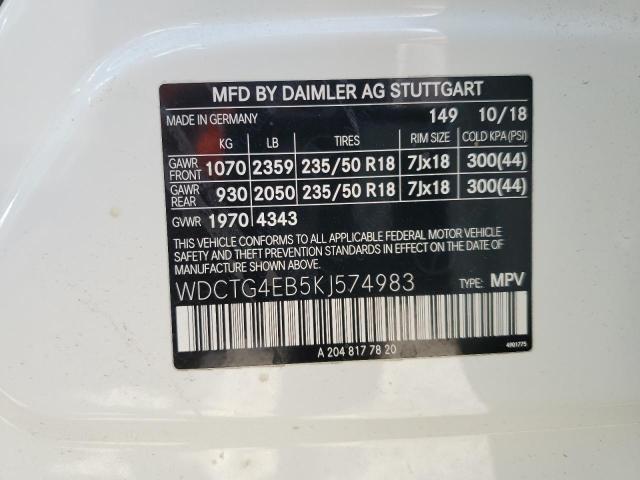 MFD BY DAIMLER AG STUTTGART
MADE IN GERMANY 149 10/18
KG LB TIRES RIM SIZE COLD KPA (PSI)
GAWR FRONT 1070 2359 235/50 R18 7Jx18 300(44)
GAWR REAR 930 2050 235/50 R18 7Jx18 300(44)
GVWR 1970 4343
THIS VEHICLE CONFORMS TO ALL APPLICABLE FEDERAL MOTOR VEHICLE
SAFETY AND THEFT PREVENTION STANDARDS IN EFFECT ON THE DATE
OF MANUFACTURE SHOWN ABOVE.
WDCTG4EB5KJ574983 TYPE: MPV
A 204 817 78 20